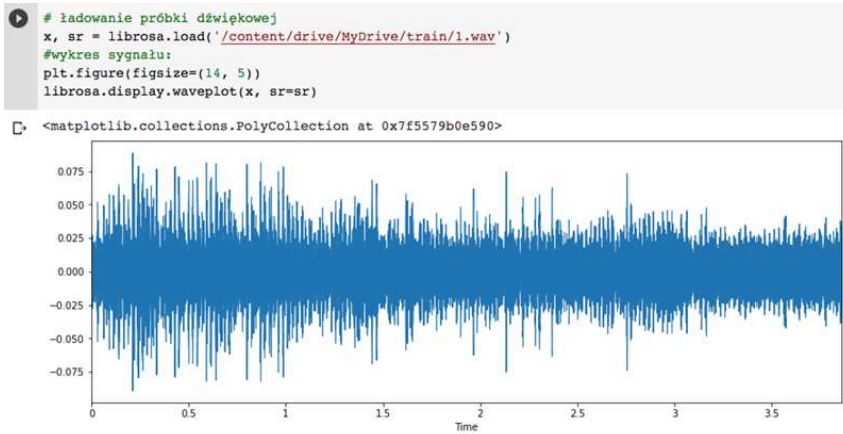 # ładowanie próbki dźwiękowej
x, sr = librosa.load('/content/drive/MyDrive/train/1.wav')
#wykres sygnału:
plt.figure(figsize=(14, 5))
librosa.display.waveplot(x, sr=sr)
<matplotlib.collections.PolyCollection at 0x7f5579b0e590>
0.075
0.050
0.025
0.000
−0.025
−0.050
−0.075
0 0.5 1 1.5 2 2.5 3 3.5
Time